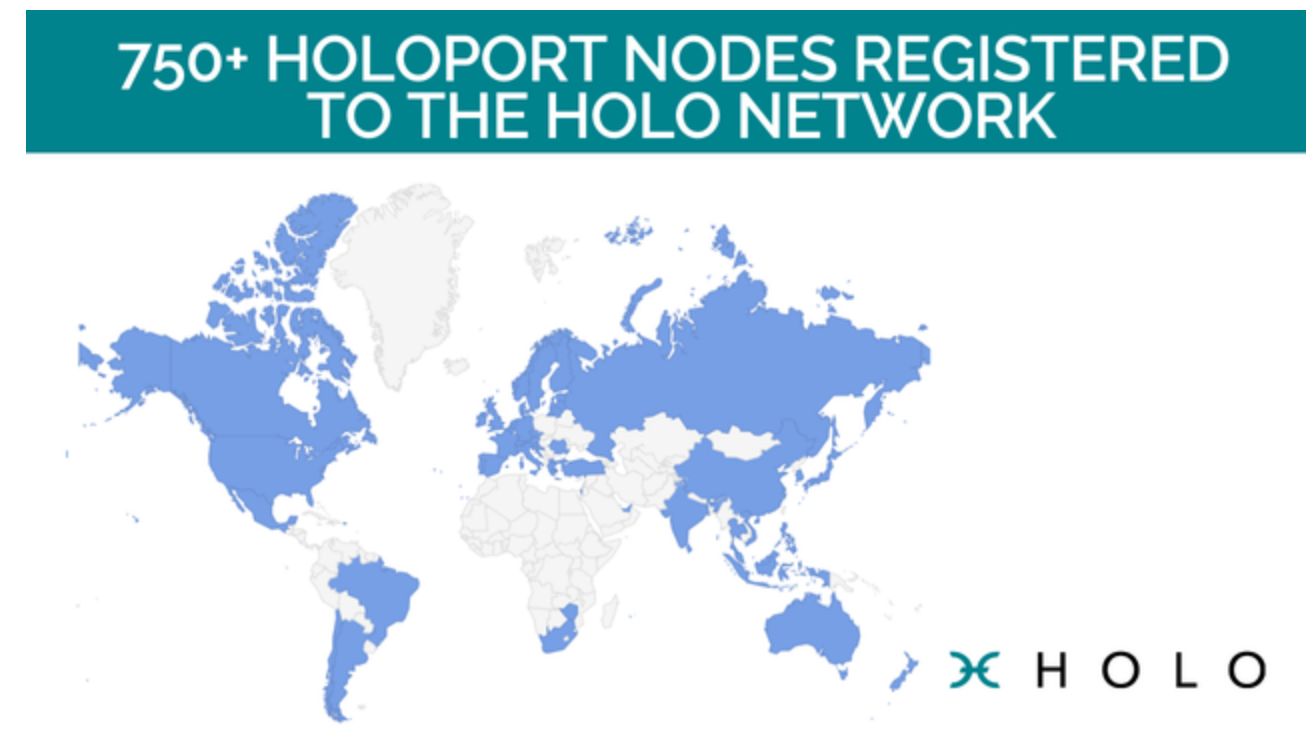 750+ HOLOPORT NODES REGISTERED
TO THE HOLO NETWORK
HOLO